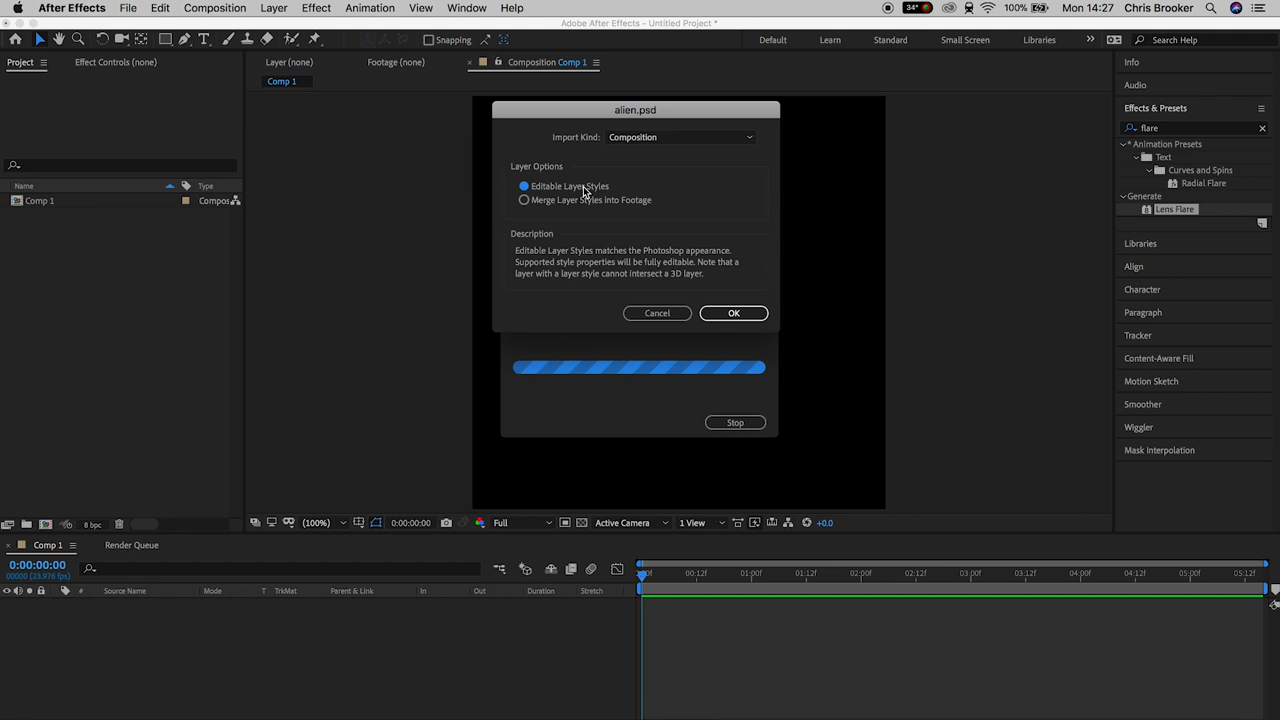 After Effects File Edit Composition Layer Effect Animation View Window Help 34° 100% Mon 14:27 Chris Brooker
Adobe After Effects - Untitled Project *
Snapping Default Learn Standard Small Screen Libraries Search Help
Project Effect Controls (none) Layer (none) Footage (none) Composition Comp 1 Info
Comp 1 Audio
alien.psd Effects & Presets
Import Kind: Composition flare
* Animation Presets
Text
Curves and Spins
Radial Flare
Generate
Lens Flare
Layer Options
Editable Layer Styles
Merge Layer Styles into Footage
Description
Editable Layer Styles matches the Photoshop appearance.
Supported style properties will be fully editable. Note that a
layer with a layer style cannot intersect a 3D layer.
Cancel OK
Stop
Name Type
Comp 1 Compos
Libraries
Align
Character
Paragraph
Tracker
Content-Aware Fill
Motion Sketch
Smoother
Wiggler
Mask Interpolation
8 bpc (100%) 0:00:00:00 Full Active Camera 1 View +0.0
Comp 1 Render Queue
0:00:00:00
00000 (23.976 fps)
# Source Name Mode T TrkMat Parent & Link In Out Duration Stretch
00f 00:12f 01:00f 01:12f 02:00f 02:12f 03:00f 03:12f 04:00f 04:12f 05:00f 05:12f